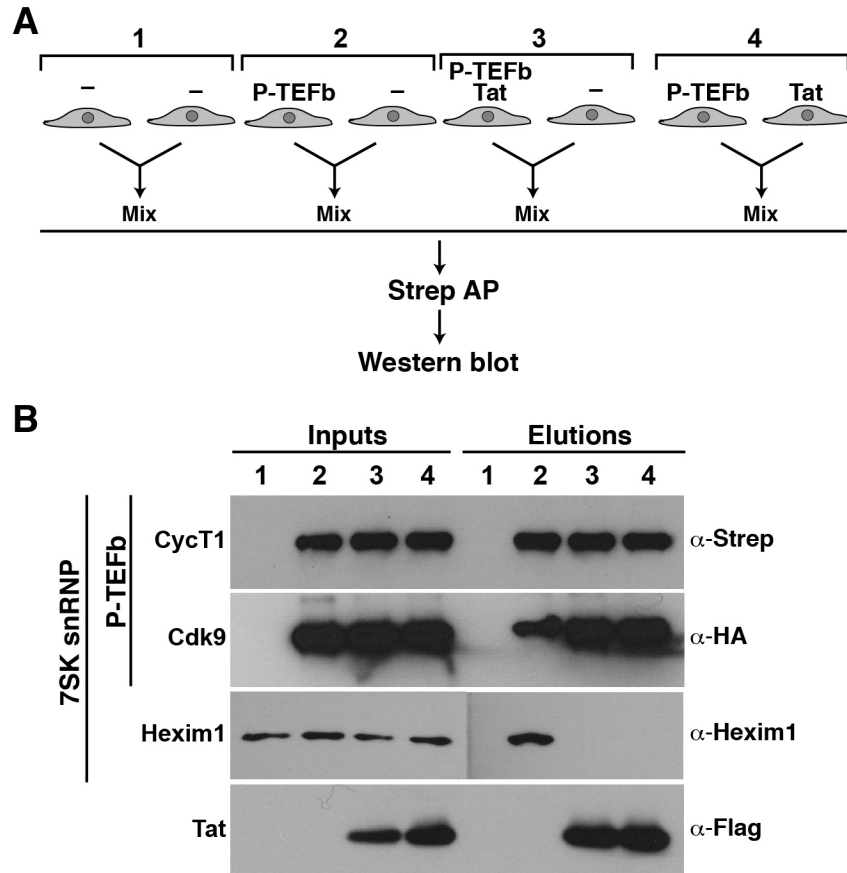 A
1 2 3 4
– – P-TEFb – P-TEFb Tat – P-TEFb Tat
Mix Mix Mix Mix
Strep AP
Western blot
B
Inputs Elutions
1 2 3 4 1 2 3 4
7SK snRNP
P-TEFb
CycT1 α-Strep
Cdk9 α-HA
Hexim1 α-Hexim1
Tat α-Flag